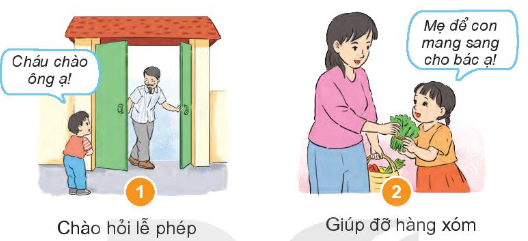 Cháu chào
ông ạ!
1
Chào hỏi lễ phép
Mẹ để con
mang sang
cho bác ạ!
2
Giúp đỡ hàng xóm